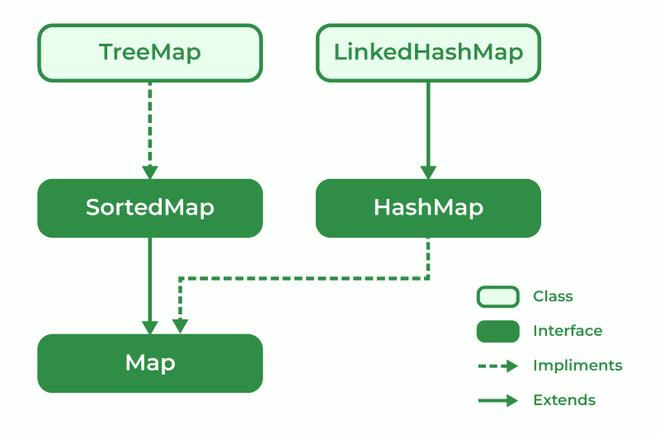 TreeMap
LinkedHashMap
SortedMap
HashMap
Map
Class
Interface
Impliments
Extends